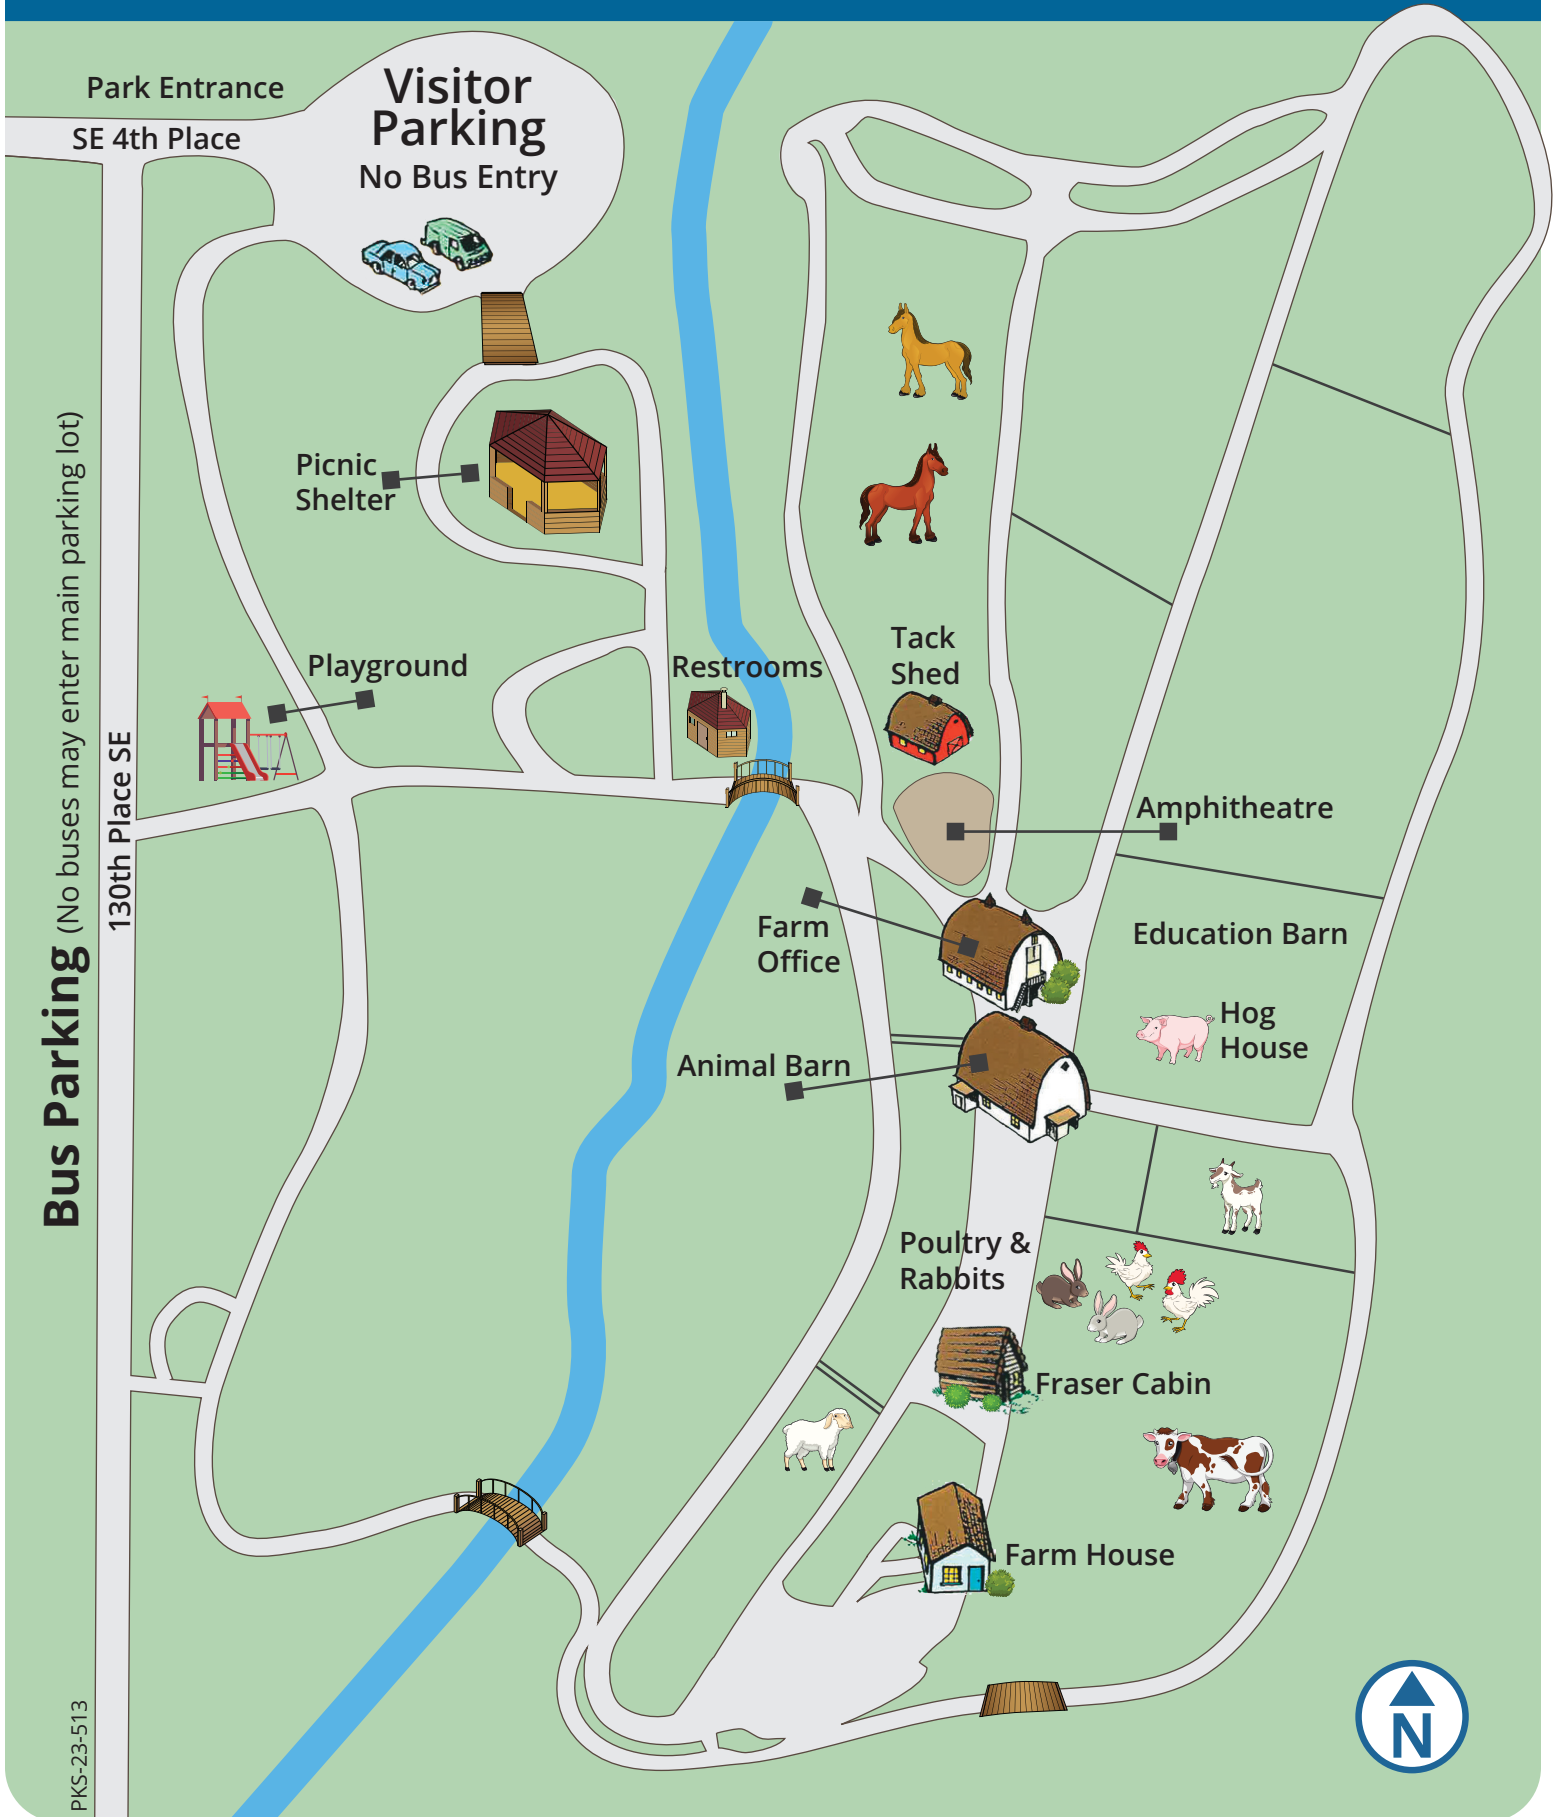 Park Entrance
SE 4th Place
Visitor
Parking
No Bus Entry
Picnic
Shelter
Playground
Restrooms
Tack
Shed
Amphitheatre
Farm
Office
Education Barn
Hog
House
Animal Barn
Poultry &
Rabbits
Fraser Cabin
Farm House
130th Place SE
Bus Parking (No buses may enter main parking lot)
PKS-23-513
N